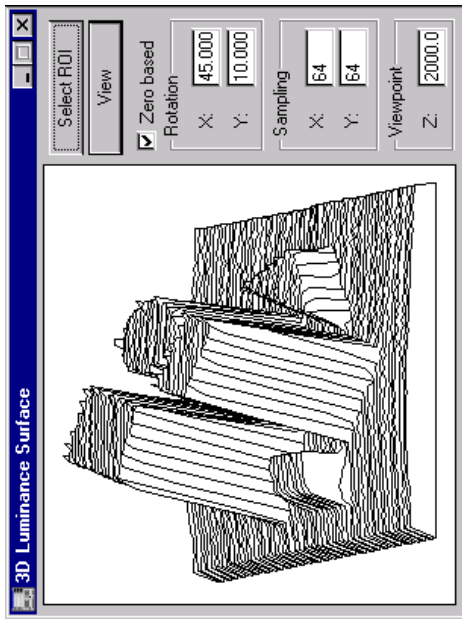 3D Luminance Surface
Select ROI
View
Zero based
Rotation
X: 45.000
Y: 10.000
Sampling
X: 64
Y: 64
Viewpoint
Z: 2000.0